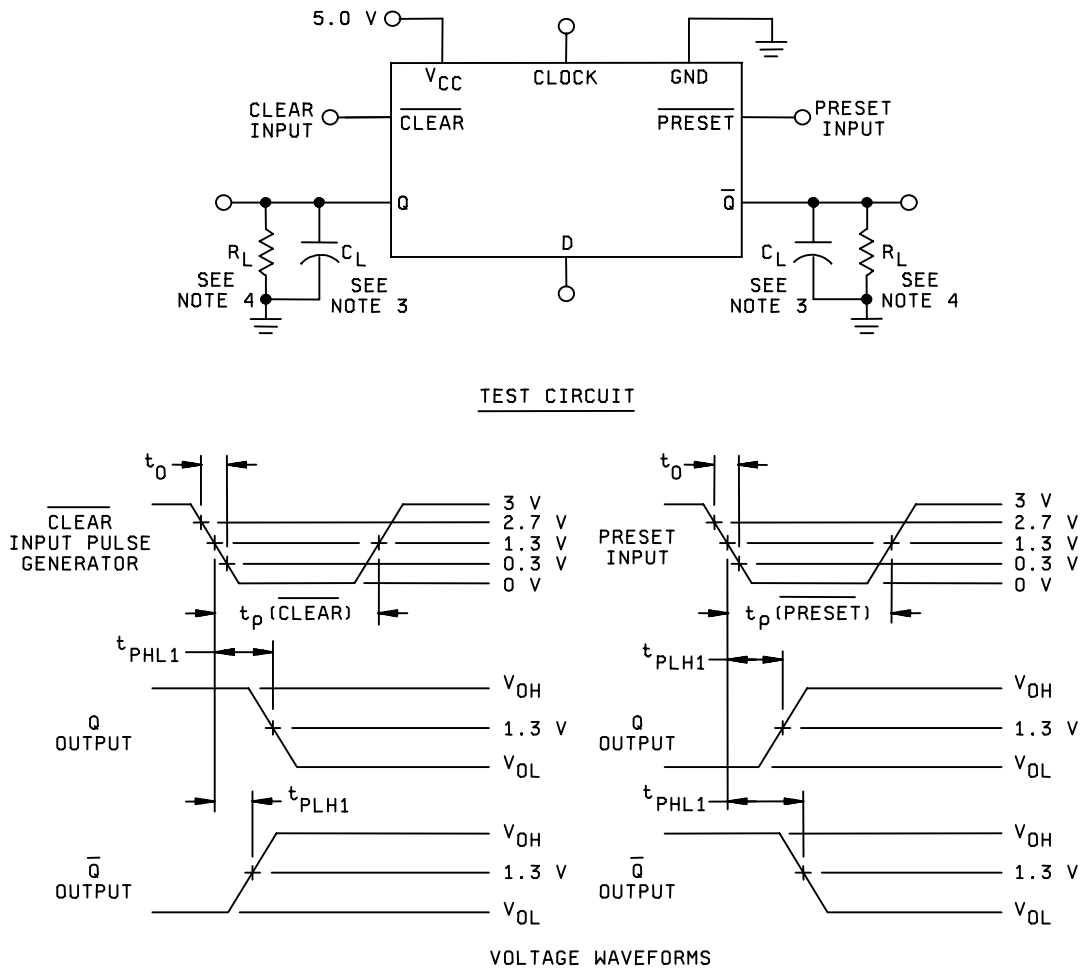 5.0 V
VCC
CLOCK
GND
CLEAR
INPUT
CLEAR
PRESET
PRESET
INPUT
Q
Q̅
D
RL
CL
SEE
NOTE 4
SEE
NOTE 3
CL
RL
SEE
NOTE 3
SEE
NOTE 4
TEST CIRCUIT
t0
CLEAR
INPUT PULSE
GENERATOR
3 V
2.7 V
1.3 V
0.3 V
0 V
tp (CLEAR)
tPHL1
Q
OUTPUT
VOH
1.3 V
VOL
tPLH1
Q̅
OUTPUT
VOH
1.3 V
VOL
t0
PRESET
INPUT
3 V
2.7 V
1.3 V
0.3 V
0 V
tp (PRESET)
tPLH1
Q
OUTPUT
VOH
1.3 V
VOL
tPHL1
Q̅
OUTPUT
VOH
1.3 V
VOL
VOLTAGE WAVEFORMS